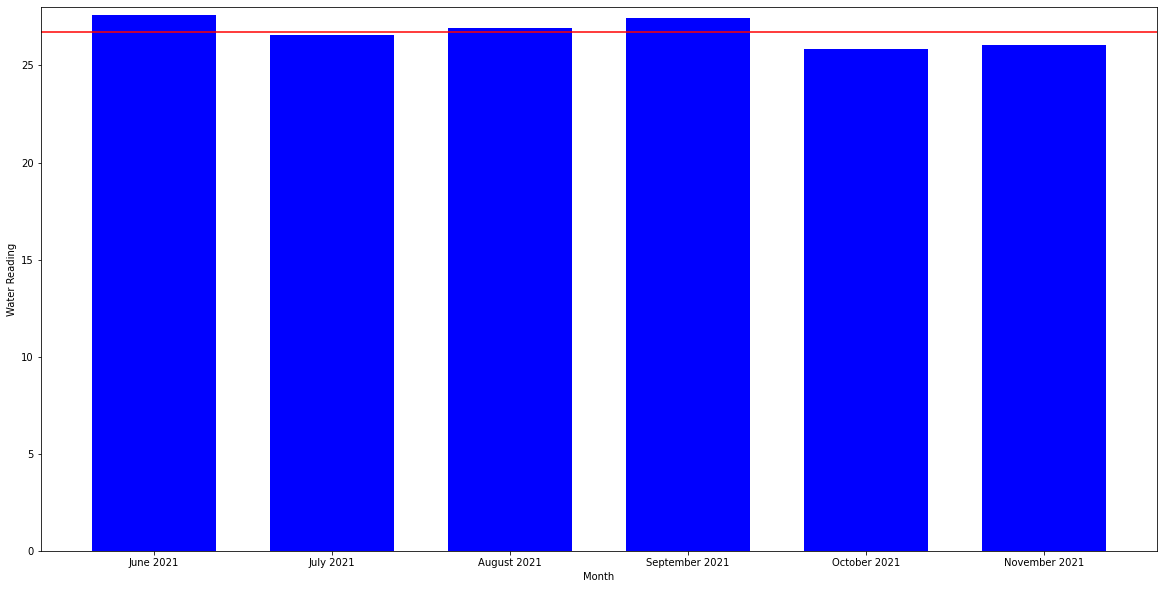 25
20
15
10
5
0
Water Reading
June 2021
July 2021
August 2021
September 2021
October 2021
November 2021
Month